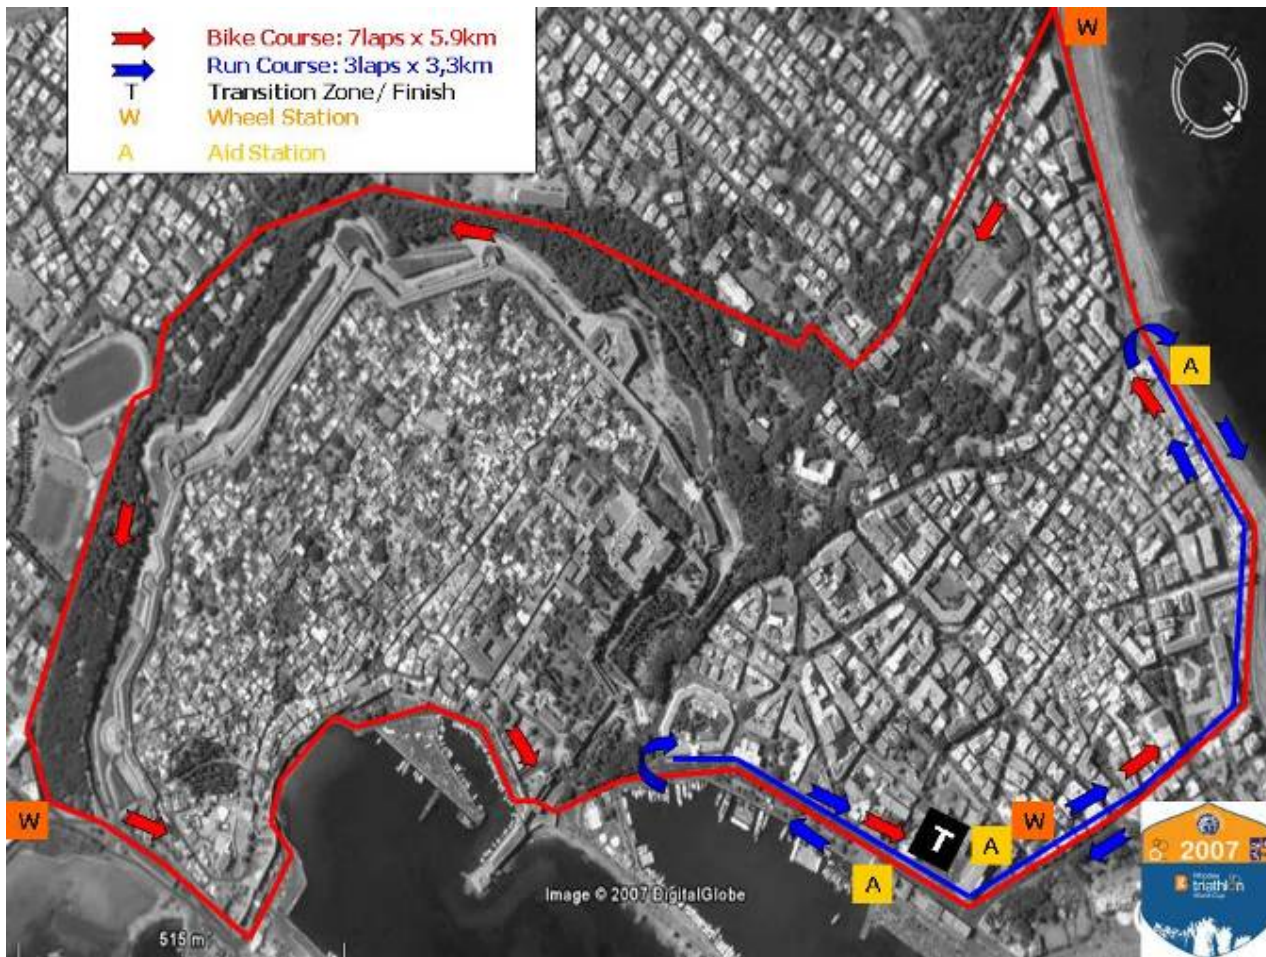 Bike Course: 7laps x 5.9km
Run Course: 3laps x 3,3km
T Transition Zone/ Finish
W Wheel Station
A Aid Station
W
N
A
W
T
A
W
A
2007
triathlon
Image © 2007 DigitalGlobe
515 m